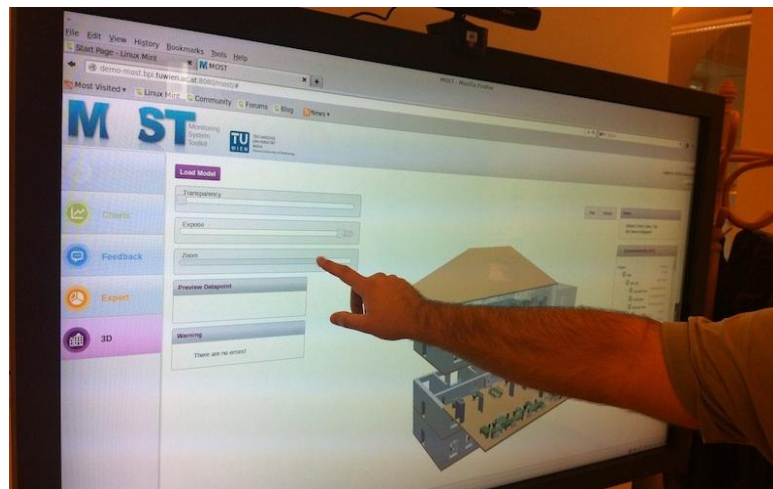 MOST - Mozilla Firefox
File Edit View History Bookmarks Tools Help
Start Page - Linux Mint
MOST
demo-most.bpi.tuwien.ac.at:8080/most/#
Most Visited
Linux Mint
Community
Forums
Blog
News
M ST
Monitoring
System
Toolkit
TU
WIEN
Load Model
Transparency
Charts
Expose
Feedback
Zoom
Export
Preview Datapoint
3D
Warning
There are no errors!